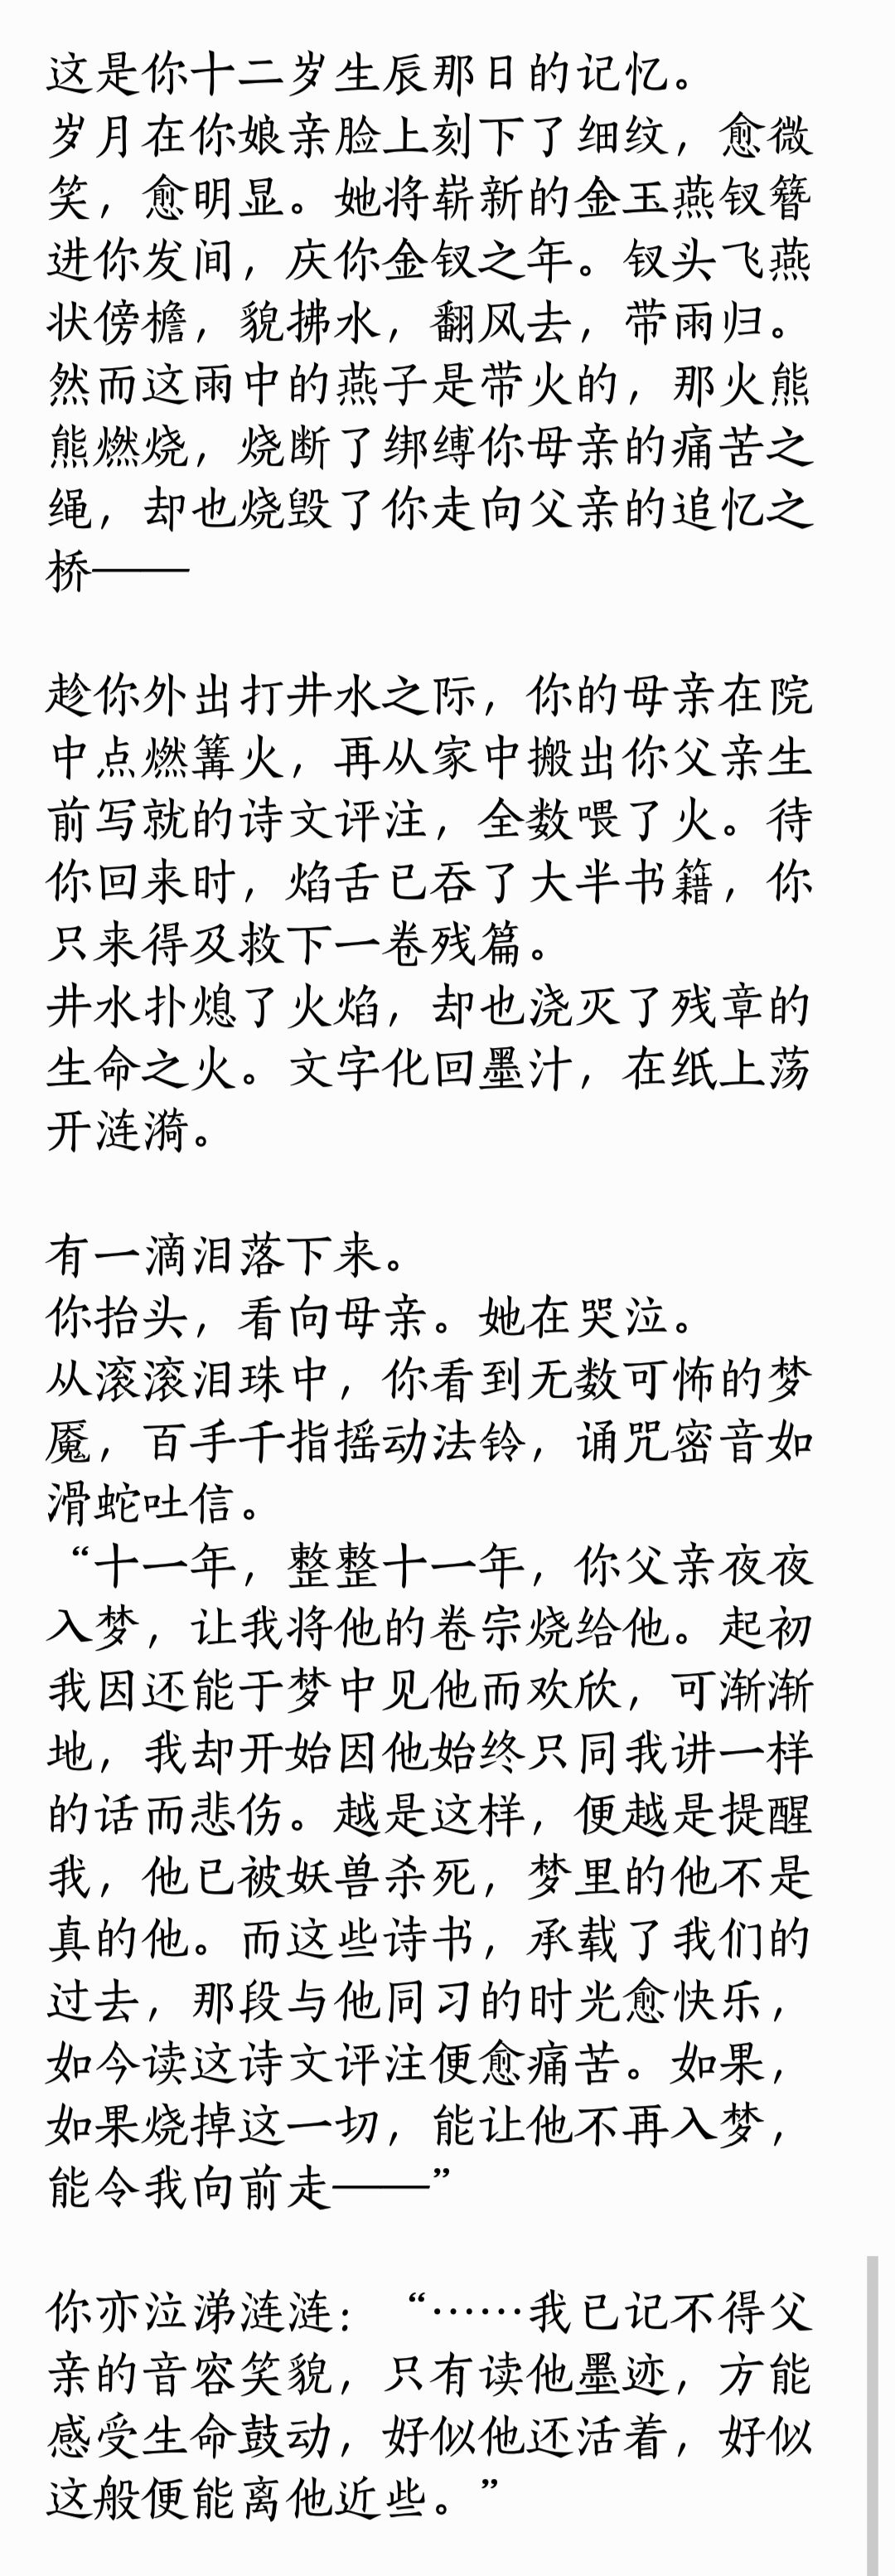 这是你十二岁生辰那日的记忆。
岁月在你娘亲脸上刻下了细纹，愈微
笑，愈明显。她将崭新的金玉燕钗簪
进你发间，庆你金钗之年。钗头飞燕
状傍檐，貌拂水，翻风去，带雨归。
然而这雨中的燕子是带火的，那火熊
熊燃烧，烧断了绑缚你母亲的痛苦之
绳，却也烧毁了你走向父亲的追忆之
桥——
趁你外出打井水之际，你的母亲在院
中点燃篝火，再从家中搬出你父亲生
前写就的诗文评注，全数喂了火。待
你回来时，焰舌已吞了大半书籍，你
只来得及救下一卷残篇。
井水扑熄了火焰，却也浇灭了残章的
生命之火。文字化回墨汁，在纸上荡
开涟漪。
有一滴泪落下来。
你抬头，看向母亲。她在哭泣。
从滚滚泪珠中，你看到无数可怖的梦
魇，百手千指摇动法铃，诵咒密音如
滑蛇吐信。
“十一年，整整十一年，你父亲夜夜
入梦，让我将他的卷宗烧给他。起初
我因还能于梦中见他而欢欣，可渐渐
地，我却开始因他始终只同我讲一样
的话而悲伤。越是这样，便越是提醒
我，他已被妖兽杀死，梦里的他不是
真的他。而这些诗书，承载了我们的
过去，那段与他同习的时光愈快乐，
如今读这诗文评注便愈痛苦。如果，
如果烧掉这一切，能让他不再入梦，
能令我向前走——”
你亦泣涕涟涟：“……我已记不得父
亲的音容笑貌，只有读他墨迹，方能
感受生命鼓动，好似他还活着，好似
这般便能离他近些。”